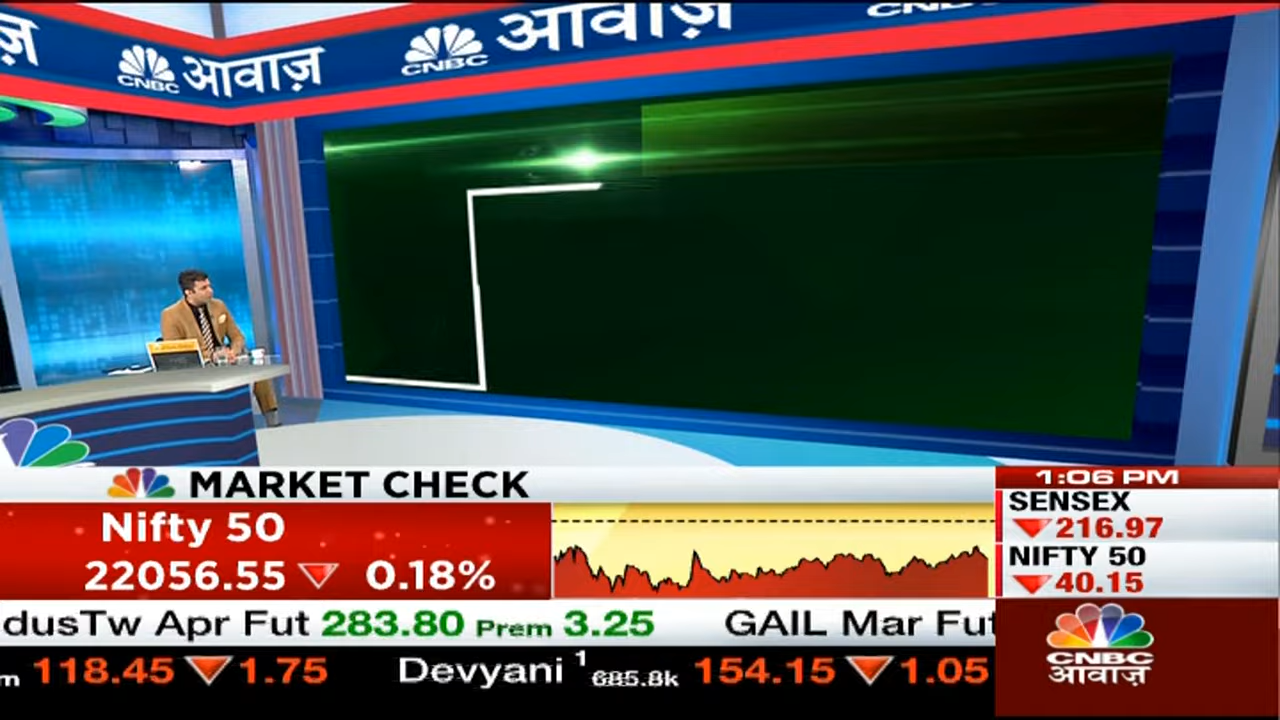 CNBC आवाज़
CNBC आवाज़
CNBC
MARKET CHECK
Nifty 50
22056.55 ▼ 0.18%
1:06 PM
SENSEX
▼216.97
NIFTY 50
▼40.15
dusTw Apr Fut 283.80 Prem 3.25 GAIL Mar Fut
118.45 ▼1.75 Devyani ¹ 685.8k 154.15 ▼1.05
CNBC
आवाज़